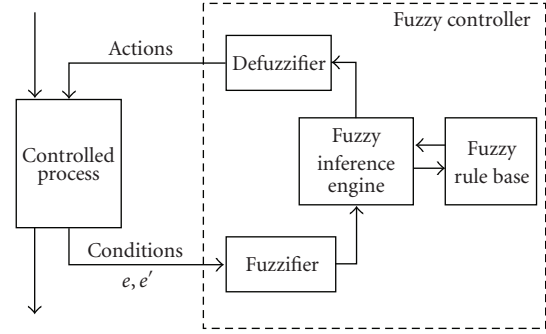 Fuzzy controller
Actions
Defuzzifier
Controlled
process
Fuzzy
inference
engine
Fuzzy
rule base
Conditions
e, e′
Fuzzifier